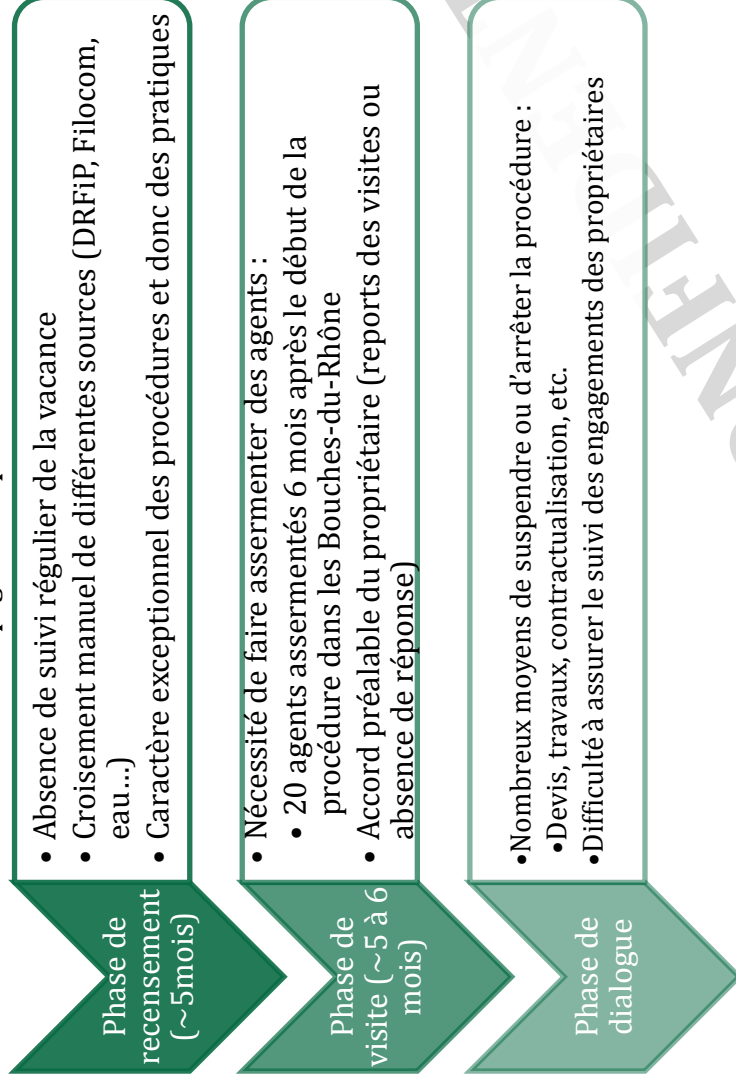 Phase de
recensement
(~5mois)
• Absence de suivi régulier de la vacance
• Croisement manuel de différentes sources (DRFiP, Filocom,
eau…)
• Caractère exceptionnel des procédures et donc des pratiques
Phase de
visite (~5 à 6
mois)
• Nécessité de faire assermenter des agents :
• 20 agents assermentés 6 mois après le début de la
procédure dans les Bouches-du-Rhône
• Accord préalable du propriétaire (reports des visites ou
absence de réponse)
Phase de
dialogue
•Nombreux moyens de suspendre ou d’arrêter la procédure :
•Devis, travaux, contractualisation, etc.
•Difficulté à assurer le suivi des engagements des propriétaires